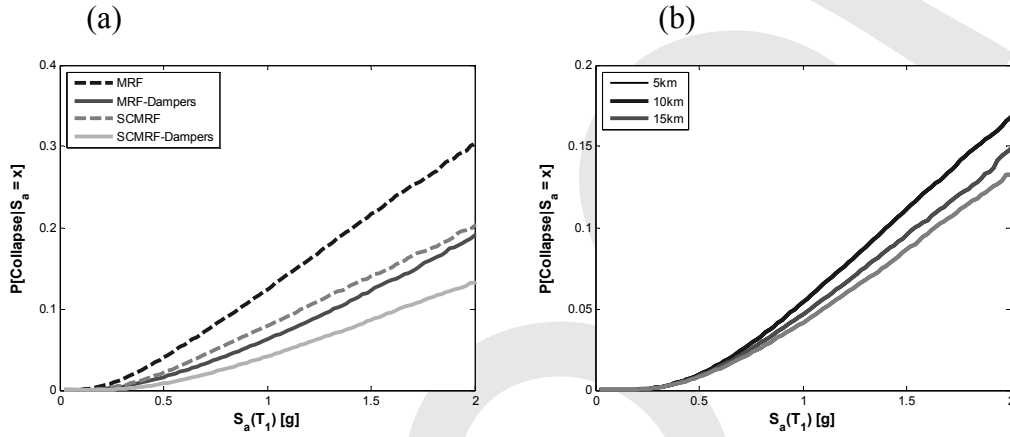 (a)
(b)
0.4
0.3
0.2
0.1
0
P[Collapse|S_a = x]
MRF
MRF-Dampers
SCMRF
SCMRF-Dampers
0 0.5 1 1.5 2
S_a(T_1) [g]
0.2
0.15
0.1
0.05
0
P[Collapse|S_a = x]
5km
10km
15km
0 0.5 1 1.5 2
S_a(T_1) [g]